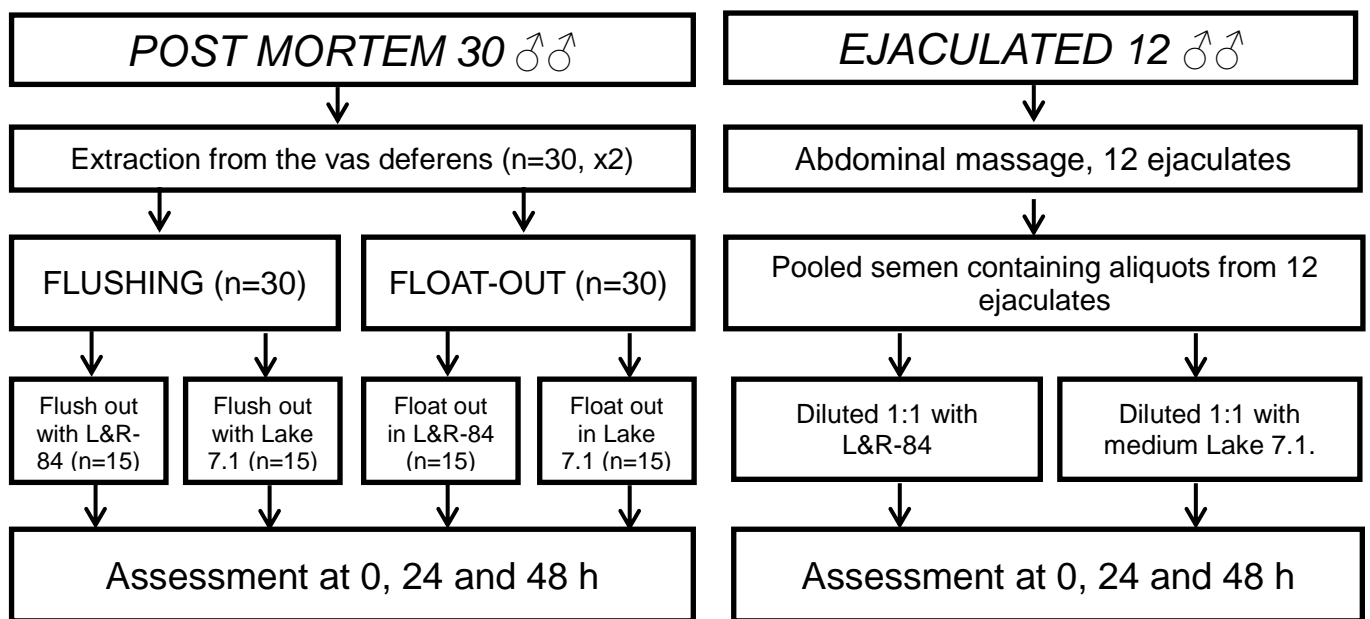 POST MORTEM 30 ♂♂
EJACULATED 12 ♂♂
Extraction from the vas deferens (n=30, x2)
Abdominal massage, 12 ejaculates
FLUSHING (n=30)
FLOAT-OUT (n=30)
Pooled semen containing aliquots from 12
ejaculates
Flush out
with L&R-
84 (n=15)
Flush out
with Lake
7.1 (n=15)
Float out
in L&R-84
(n=15)
Float out
in Lake
7.1 (n=15)
Diluted 1:1 with
L&R-84
Diluted 1:1 with
medium Lake 7.1.
Assessment at 0, 24 and 48 h
Assessment at 0, 24 and 48 h